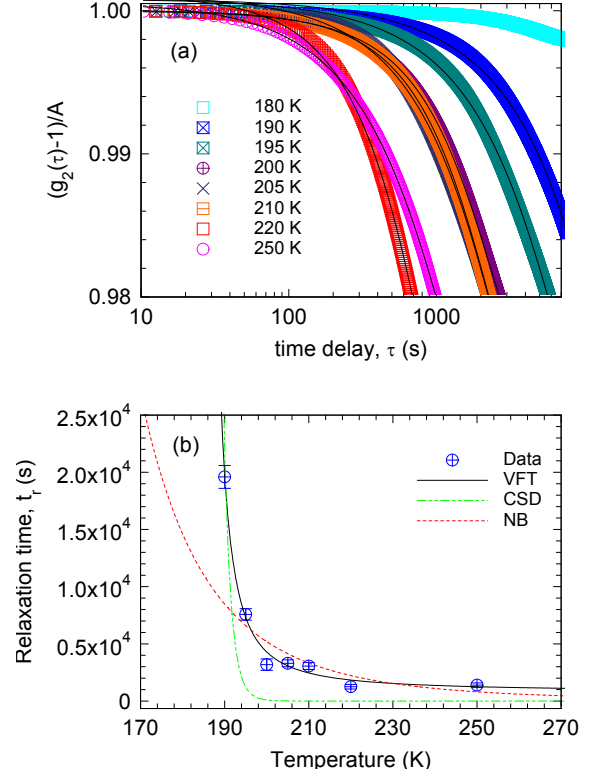 1.00
0.99
0.98
(g2(τ)-1)/A
(a)
180 K
190 K
195 K
200 K
205 K
210 K
220 K
250 K
10 100 1000
time delay, τ (s)
2.5x10^4
2.0x10^4
1.5x10^4
1.0x10^4
0.5x10^4
0
Relaxation time, t_r (s)
(b)
Data
VFT
CSD
NB
170 190 210 230 250 270
Temperature (K)